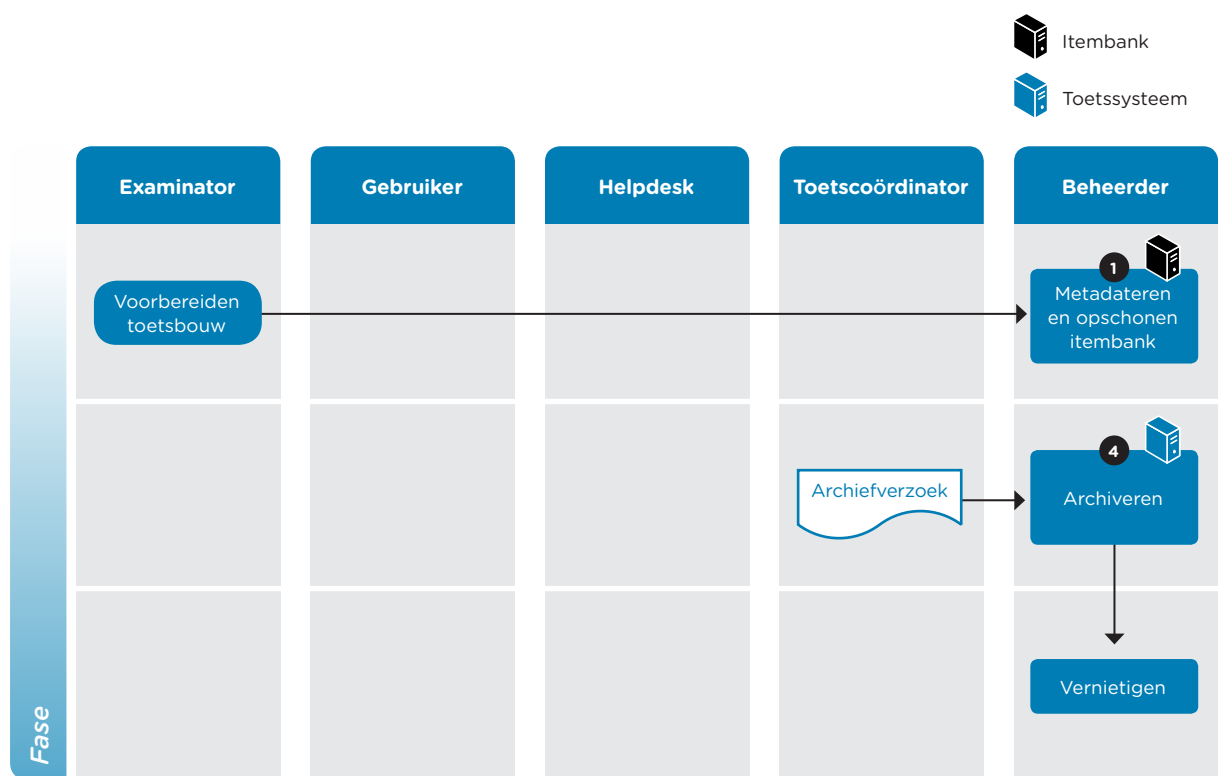 Itembank
Toetssysteem
Examinator
Gebruiker
Helpdesk
Toetscoördinator
Beheerder
Voorbereiden
toetsbouw
1
Metadateren
en opschonen
itembank
Archiefverzoek
4
Archiveren
Vernietigen
Fase